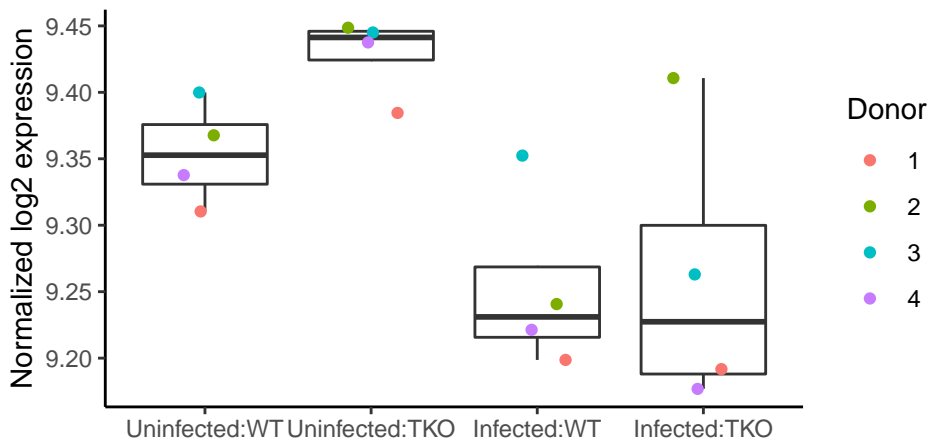 Normalized log2 expression
9.45
9.40
9.35
9.30
9.25
9.20
Uninfected:WT
Uninfected:TKO
Infected:WT
Infected:TKO
Donor
1
2
3
4